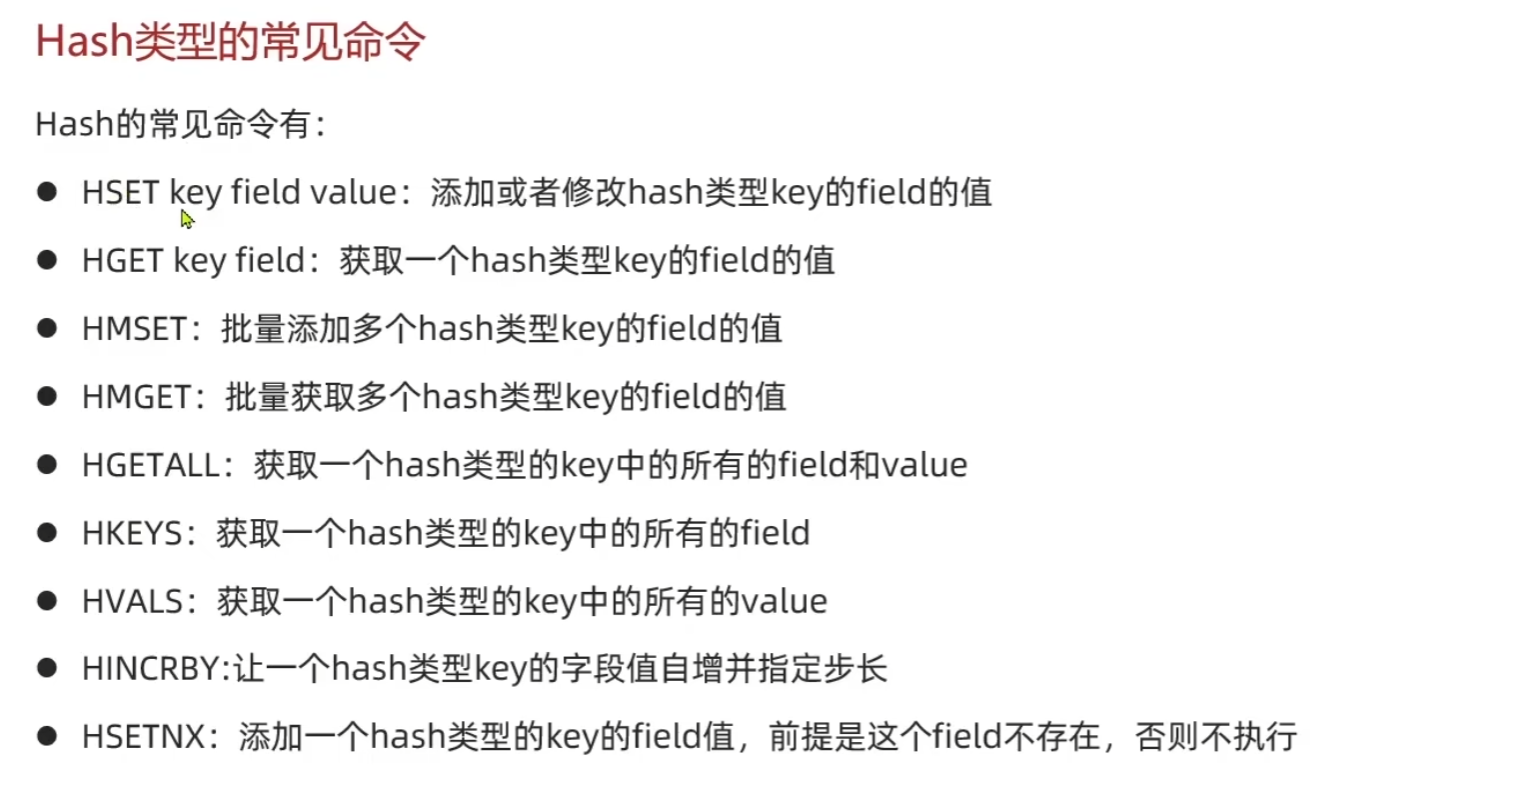 Hash类型的常见命令
Hash的常见命令有：
● HSET key field value：添加或者修改hash类型key的field的值
● HGET key field：获取一个hash类型key的field的值
● HMSET：批量添加多个hash类型key的field的值
● HMGET：批量获取多个hash类型key的field的值
● HGETALL：获取一个hash类型的key中的所有的field和value
● HKEYS：获取一个hash类型的key中的所有的field
● HVALS：获取一个hash类型的key中的所有的value
● HINCRBY:让一个hash类型key的字段值自增并指定步长
● HSETNX：添加一个hash类型的key的field值，前提是这个field不存在，否则不执行